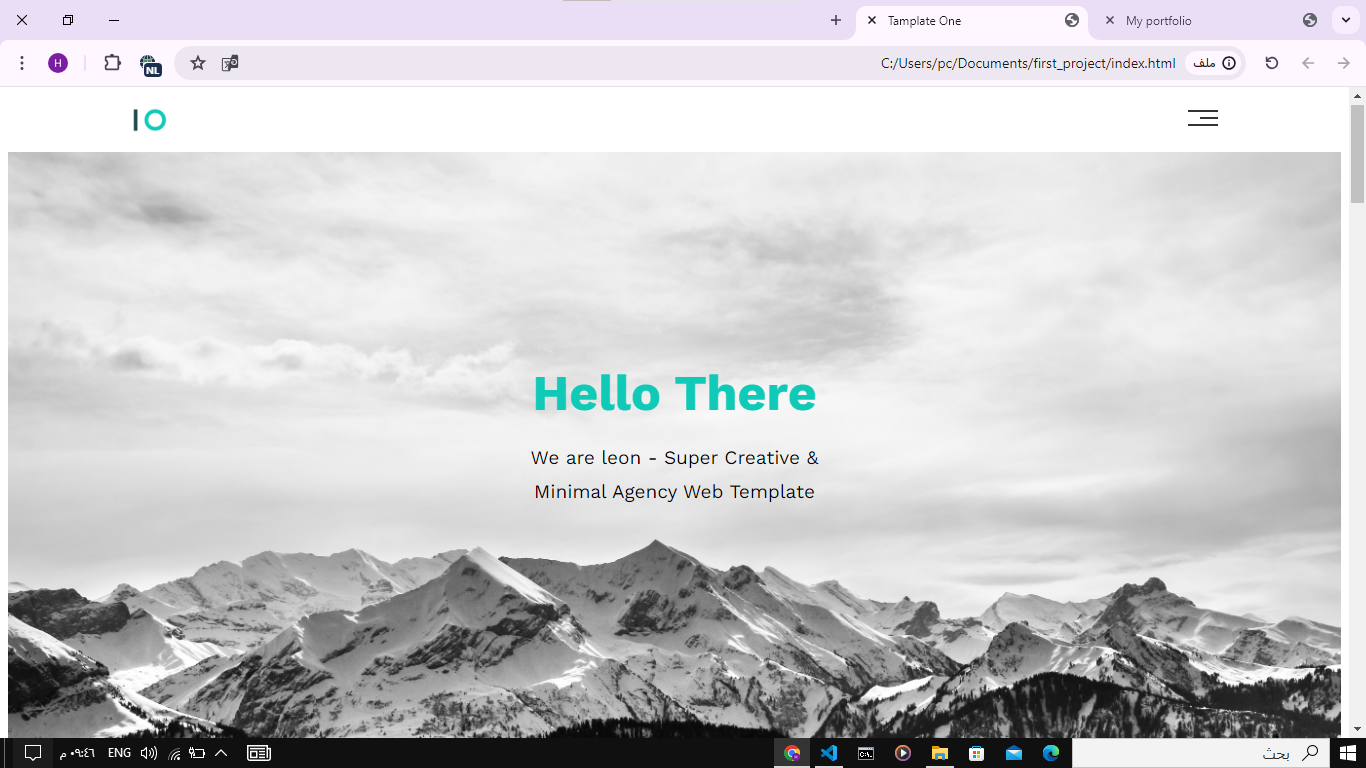 Tamplate One
My portfolio
H
NL
C:/Users/pc/Documents/first_project/index.html
ملف
IO
Hello There
We are leon - Super Creative &
Minimal Agency Web Template
٠٩:٤٦ م
ENG
بحث